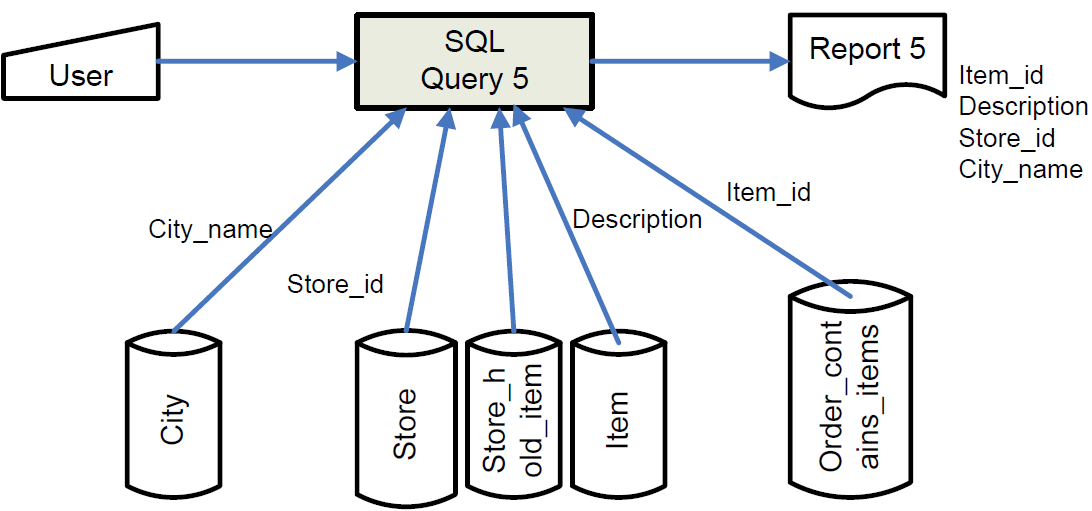 User
SQL
Query 5
Report 5
Item_id
Description
Store_id
City_name
City_name
Store_id
Description
Item_id
City
Store
Store_h
old_item
Item
Order_cont
ains_items